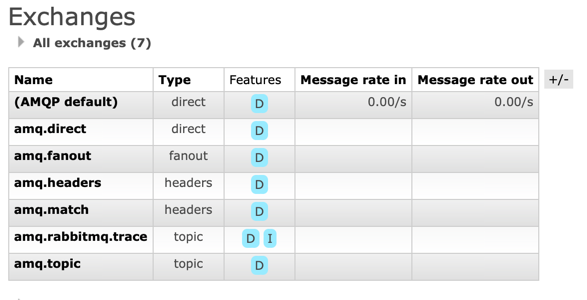 Exchanges
All exchanges (7)
Name Type Features Message rate in Message rate out +/-
(AMQP default) direct D 0.00/s 0.00/s
amq.direct direct D
amq.fanout fanout D
amq.headers headers D
amq.match headers D
amq.rabbitmq.trace topic D I
amq.topic topic D